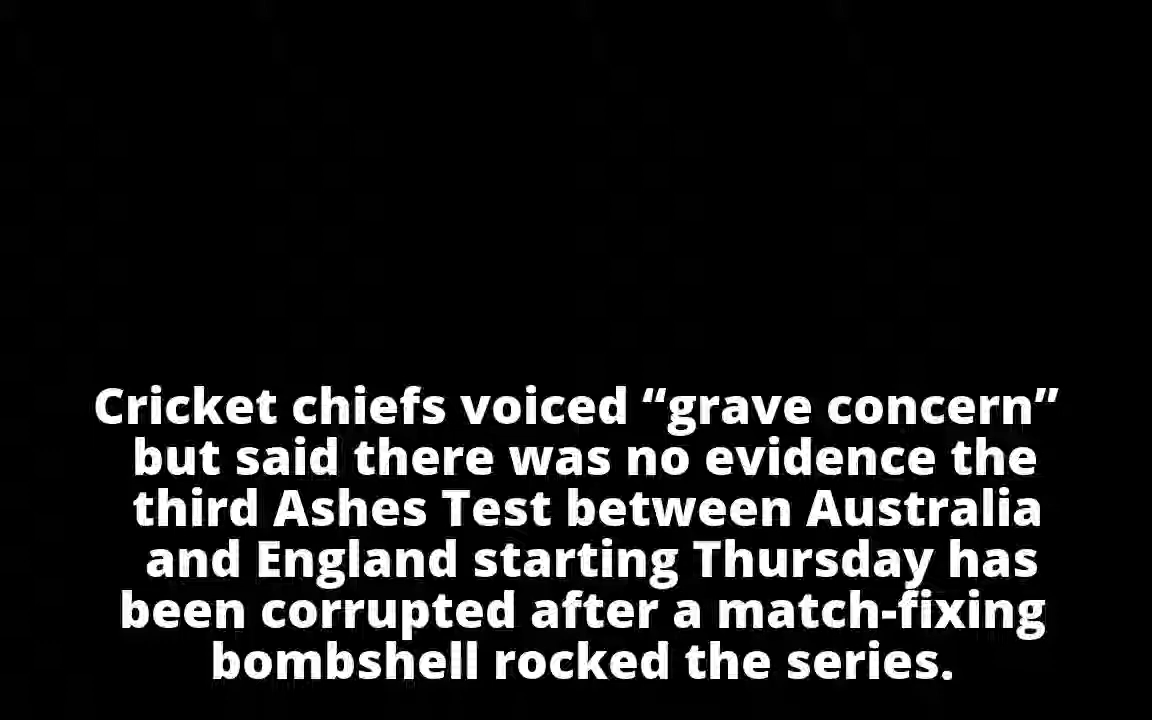 Cricket chiefs voiced “grave concern”
but said there was no evidence the
third Ashes Test between Australia
and England starting Thursday has
been corrupted after a match-fixing
bombshell rocked the series.